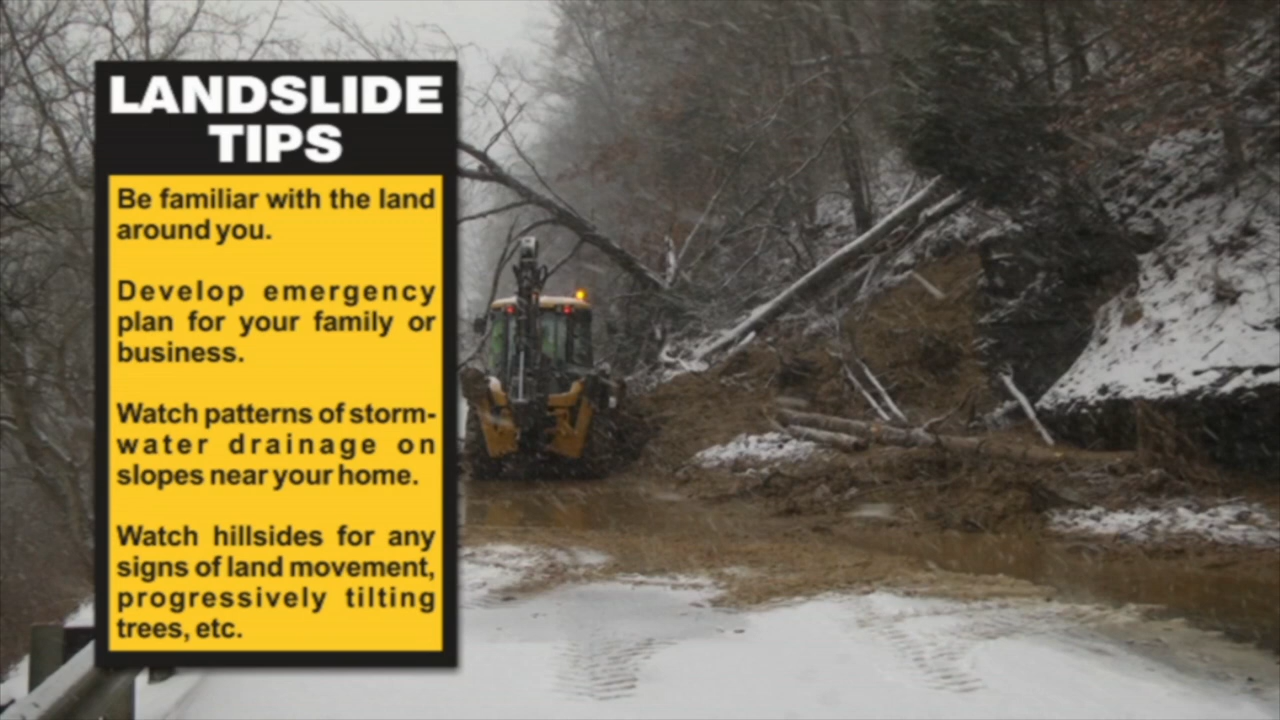 LANDSLIDE
TIPS
Be familiar with the land
around you.
Develop emergency
plan for your family or
business.
Watch patterns of storm-
water drainage on
slopes near your home.
Watch hillsides for any
signs of land movement,
progressively tilting
trees, etc.